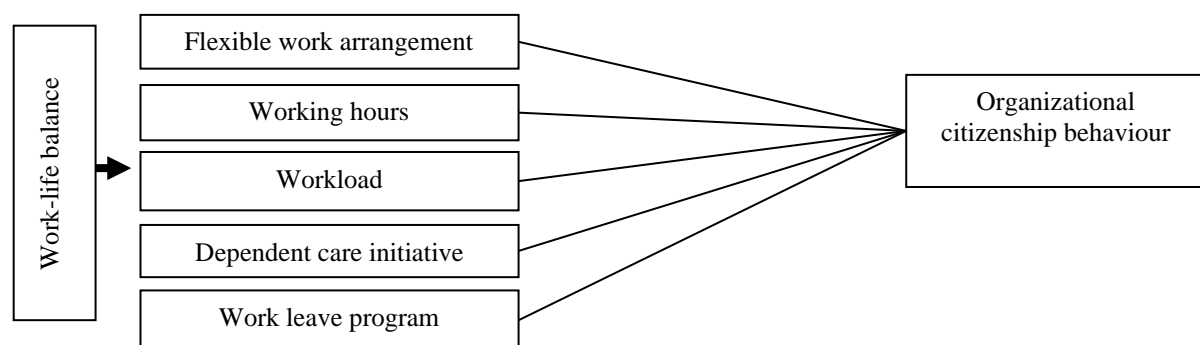 Work-life balance
Flexible work arrangement
Working hours
Workload
Dependent care initiative
Work leave program
Organizational
citizenship behaviour